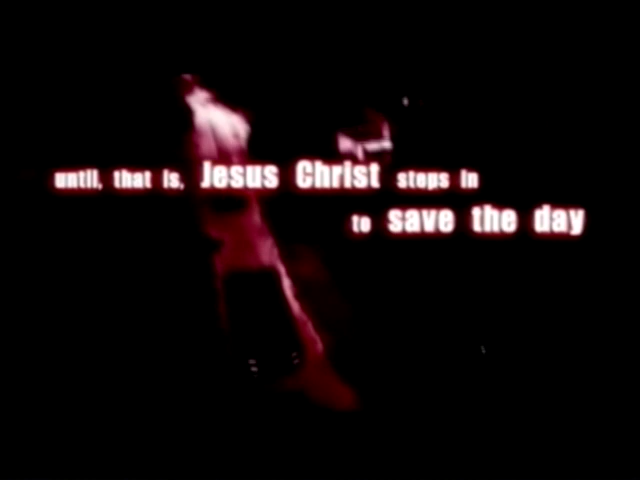 until, that is, Jesus Christ steps in
to save the day